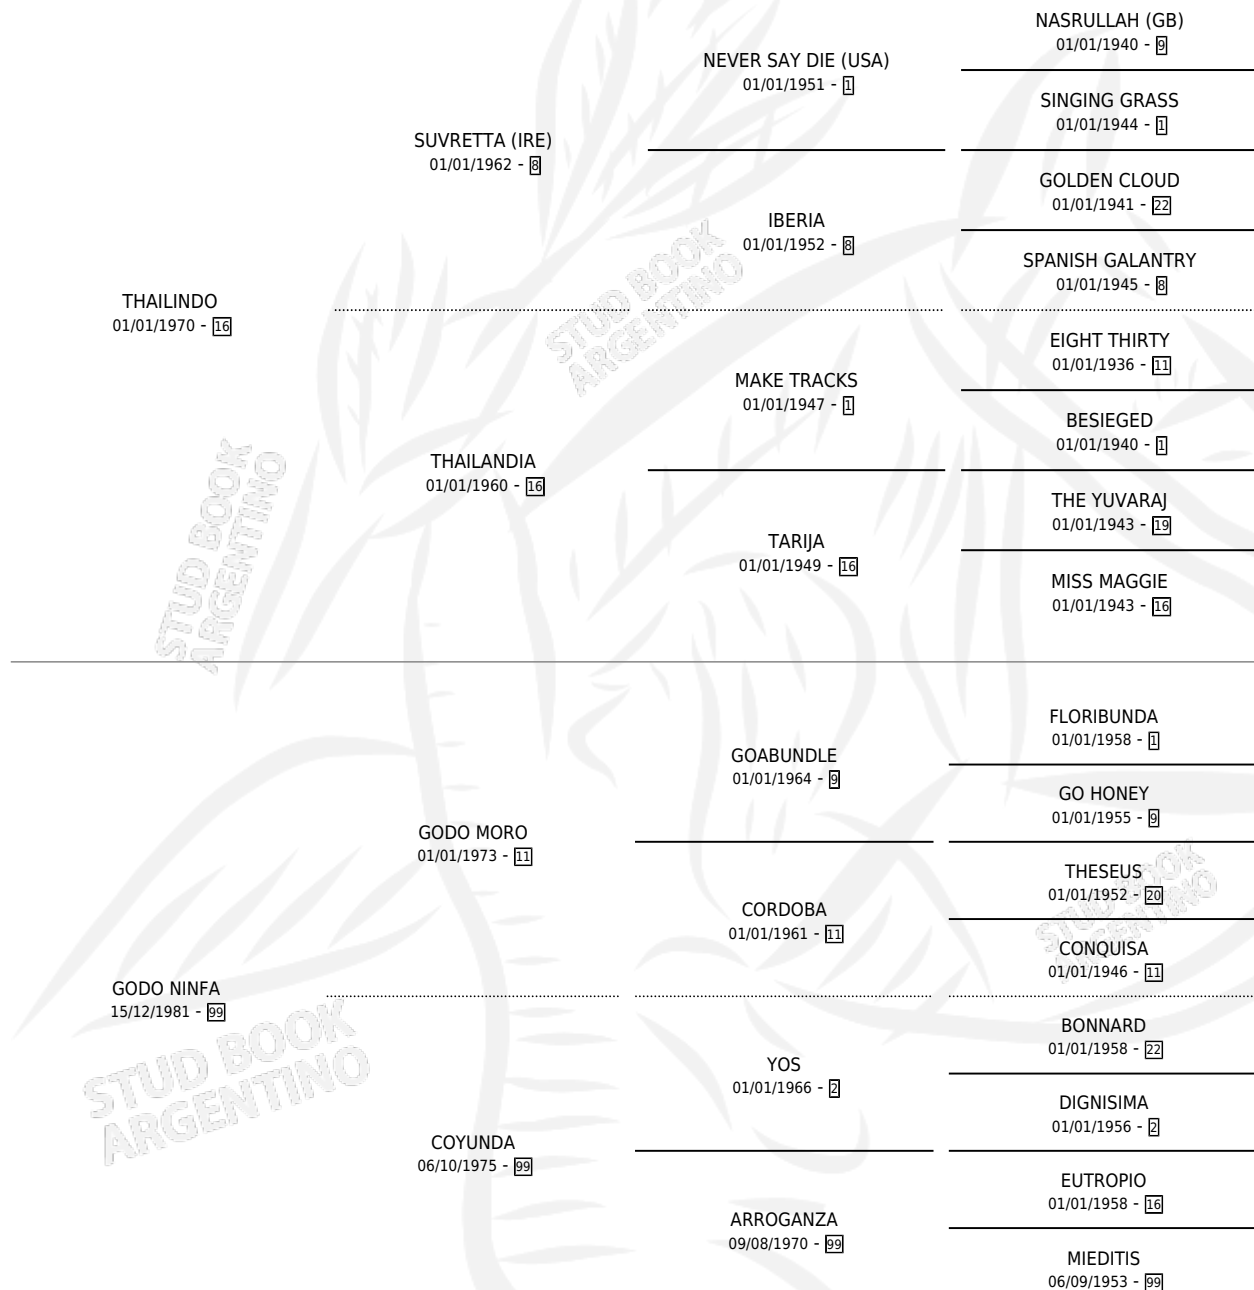 NASRULLAH (GB)
01/01/1940 - 9
NEVER SAY DIE (USA)
01/01/1951 - 1
SINGING GRASS
01/01/1944 - 1
SUVRETTA (IRE)
01/01/1962 - 8
GOLDEN CLOUD
01/01/1941 - 22
IBERIA
01/01/1952 - 8
SPANISH GALANTRY
01/01/1945 - 8
THAILINDO
01/01/1970 - 16
EIGHT THIRTY
01/01/1936 - 11
MAKE TRACKS
01/01/1947 - 1
BESIEGED
01/01/1940 - 1
THAILANDIA
01/01/1960 - 16
THE YUVARAJ
01/01/1943 - 19
TARIJA
01/01/1949 - 16
MISS MAGGIE
01/01/1943 - 16
FLORIBUNDA
01/01/1958 - 1
GOABUNDLE
01/01/1964 - 9
GO HONEY
01/01/1955 - 9
GODO MORO
01/01/1973 - 11
THESEUS
01/01/1952 - 20
CORDOBA
01/01/1961 - 11
CONQUISA
01/01/1946 - 11
GODO NINFA
15/12/1981 - 99
BONNARD
01/01/1958 - 22
YOS
01/01/1966 - 2
DIGNISIMA
01/01/1956 - 2
COYUNDA
06/10/1975 - 99
EUTROPIO
01/01/1958 - 16
ARROGANZA
09/08/1970 - 99
MIEDITIS
06/09/1953 - 99
STUD BOOK
ARGENTINO
STUD BOOK
ARGENTINO
STUD BOOK
ARGENTINO
STUD BOOK
ARGENTINO